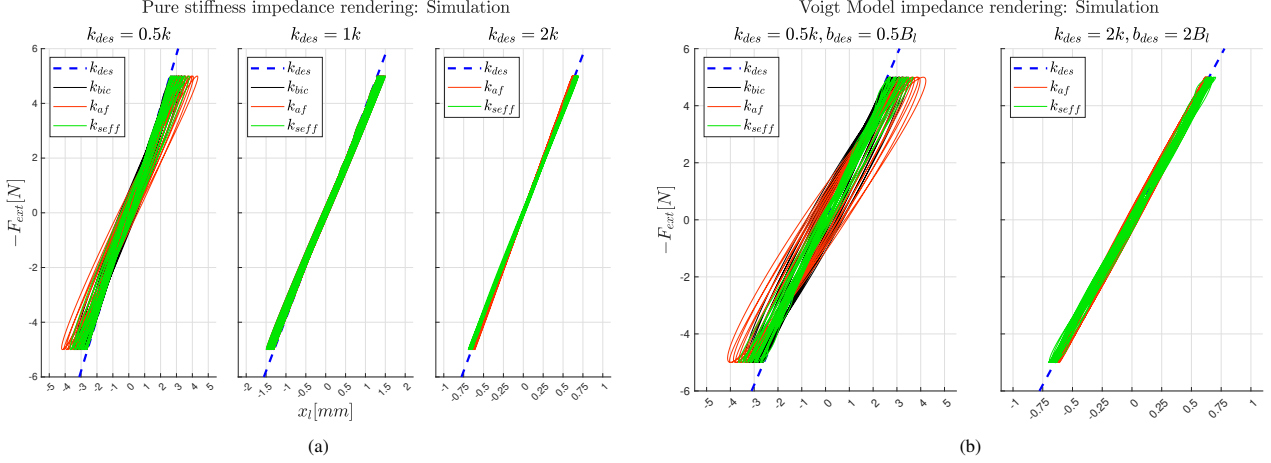 Pure stiffness impedance rendering: Simulation
k_des = 0.5k
k_des = 1k
k_des = 2k
6
4
2
0
-2
-4
-6
−F_ext[N]
k_des
k_bic
k_af
k_seff
k_des
k_bic
k_af
k_seff
k_des
k_af
k_seff
-5 -4 -3 -2 -1 0 1 2 3 4 5
-2 -1.5 -1 -0.5 0 0.5 1 1.5 2
-1 -0.75 -0.5 -0.25 0 0.25 0.5 0.75 1
x_l[mm]
(a)
Voigt Model impedance rendering: Simulation
k_des = 0.5k, b_des = 0.5B_l
k_des = 2k, b_des = 2B_l
6
4
2
0
-2
-4
-6
−F_ext[N]
k_des
k_bic
k_af
k_seff
k_des
k_af
k_seff
-5 -4 -3 -2 -1 0 1 2 3 4 5
-1 -0.75 -0.5 -0.25 0 0.25 0.5 0.75 1
(b)